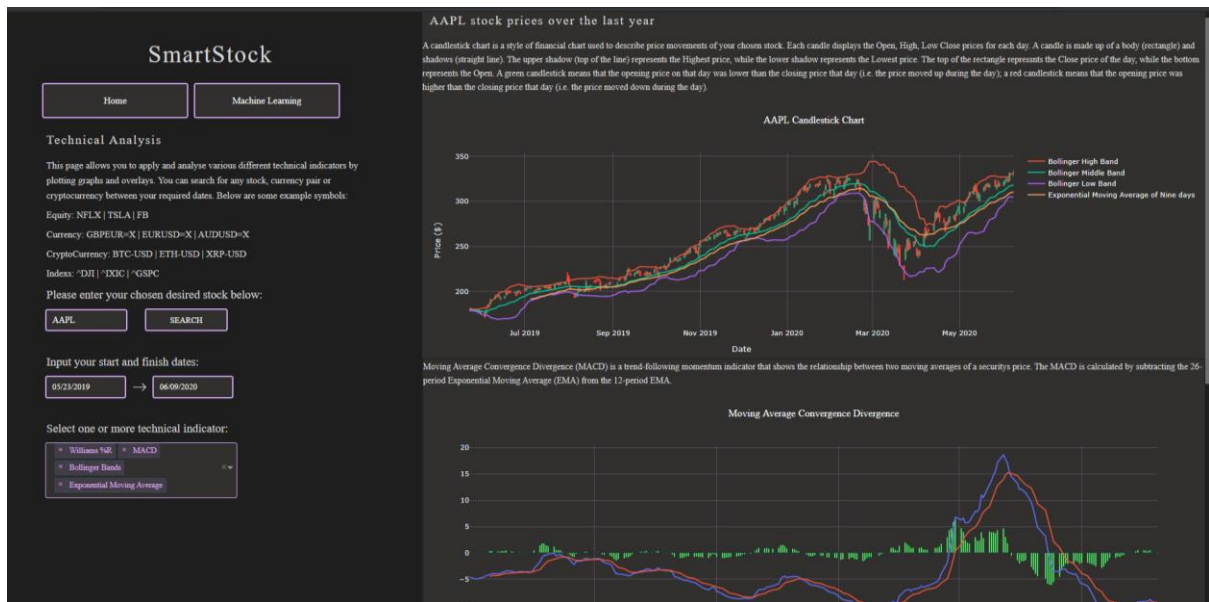 SmartStock
Home
Machine Learning
Technical Analysis
This page allows you to apply and analyse various different technical indicators by
plotting graphs and overlays. You can search for any stock, currency pair or
cryptocurrency between your required dates. Below are some example symbols:
Equity: NFLX | TSLA | FB
Currency: GBPEUR=X | EURUSD=X | AUDUSD=X
CryptoCurrency: BTC-USD | ETH-USD | XRP-USD
Indexs: ^DJI | ^IXIC | ^GSPC
Please enter your chosen desired stock below:
AAPL
SEARCH
Input your start and finish dates:
05/23/2019 → 06/09/2020
Select one or more technical indicator:
× Williams %R × MACD
× Bollinger Bands
× Exponential Moving Average
AAPL stock prices over the last year
A candlestick chart is a style of financial chart used to describe price movements of your chosen stock. Each candle displays the Open, High, Low Close prices for each day. A candle is made up of a body (rectangle) and
shadows (straight line). The upper shadow (top of the line) represents the Highest price, while the lower shadow represents the Lowest price. The top of the rectangle represnts the Close price of the day, while the bottom
represents the Open. A green candlestick means that the opening price on that day was lower than the closing price that day (i.e. the price moved up during the day); a red candlestick means that the opening price was
higher than the closing price that day (i.e. the price moved down during the day).
AAPL Candlestick Chart
350
300
250
200
Price ($)
Jul 2019 Sep 2019 Nov 2019 Jan 2020 Mar 2020 May 2020
Date
Bollinger High Band
Bollinger Middle Band
Bollinger Low Band
Exponential Moving Average of Nine days
Moving Average Convergence Divergence (MACD) is a trend-following momentum indicator that shows the relationship between two moving averages of a securitys price. The MACD is calculated by subtracting the 26-
period Exponential Moving Average (EMA) from the 12-period EMA.
Moving Average Convergence Divergence
20
15
10
5
0
−5